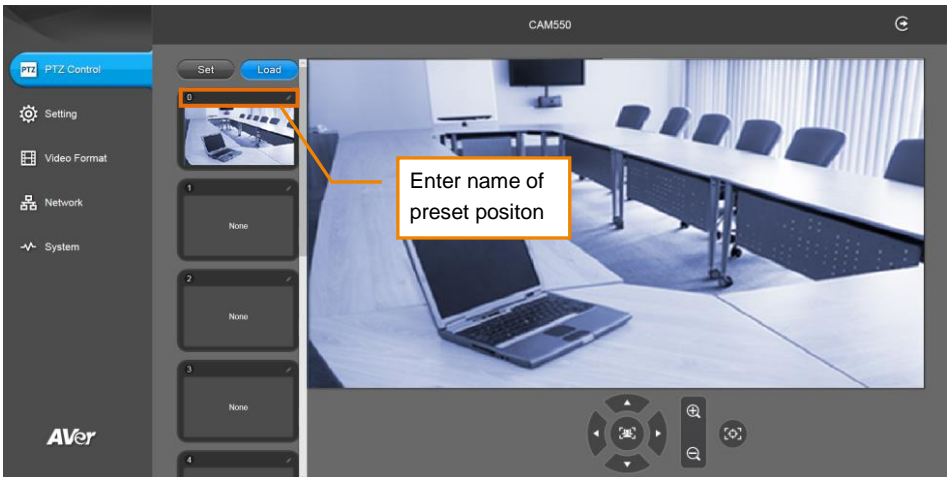 CAM550
PTZ PTZ Control
Setting
Video Format
Network
System
AVer
Set Load
0
1
None
2
None
3
None
4
Enter name of
preset positon